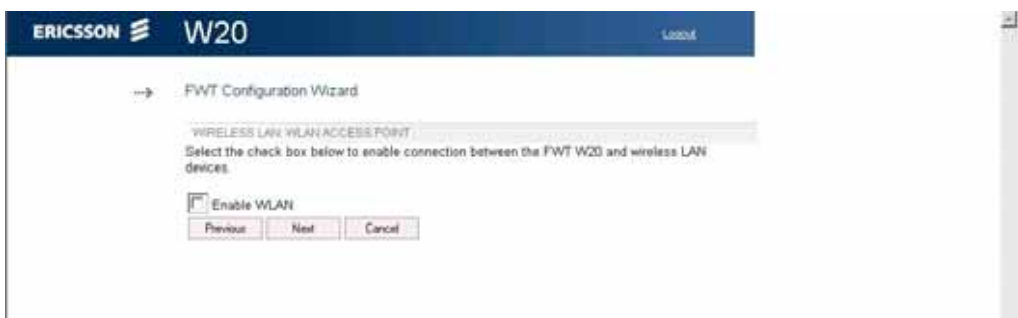 ERICSSON W20 Logout
FWT Configuration Wizard
WIRELESS LAN: WLAN ACCESS POINT
Select the check box below to enable connection between the FWT W20 and wireless LAN
devices.
Enable WLAN
Previous Next Cancel